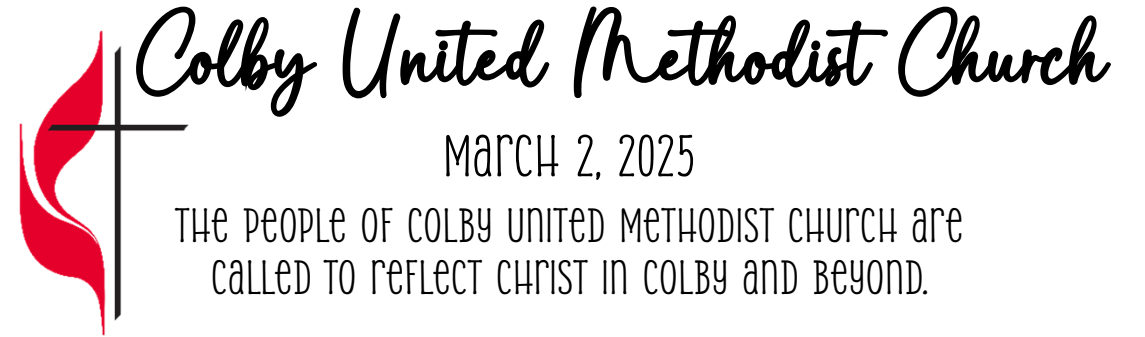 Colby United Methodist Church
March 2, 2025
The people of Colby United Methodist Church are
called to reflect Christ in Colby and beyond.